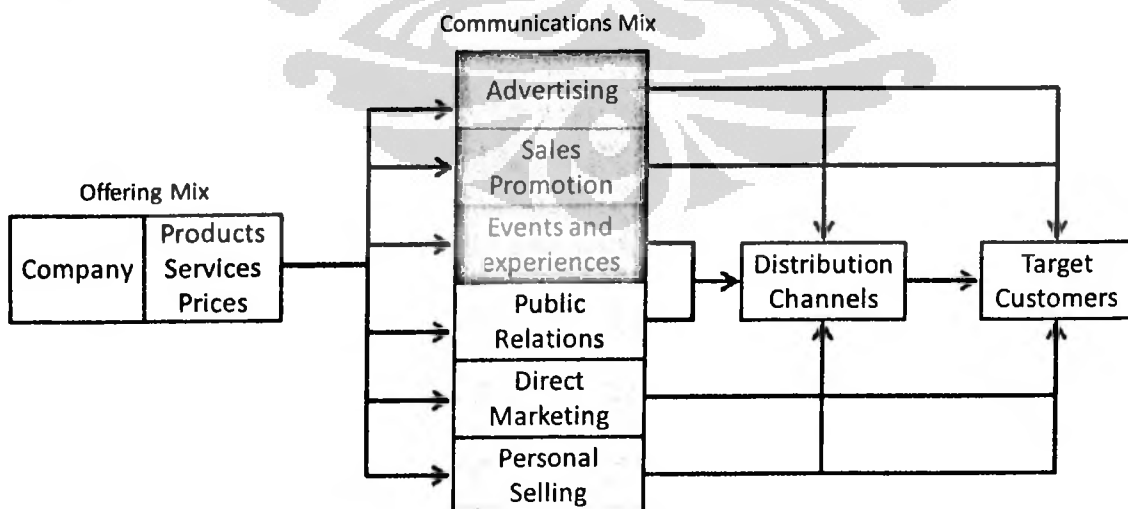 Communications Mix
Advertising
Sales
Promotion
Events and
experiences
Public
Relations
Direct
Marketing
Personal
Selling
Offering Mix
Company
Products
Services
Prices
Distribution
Channels
Target
Customers